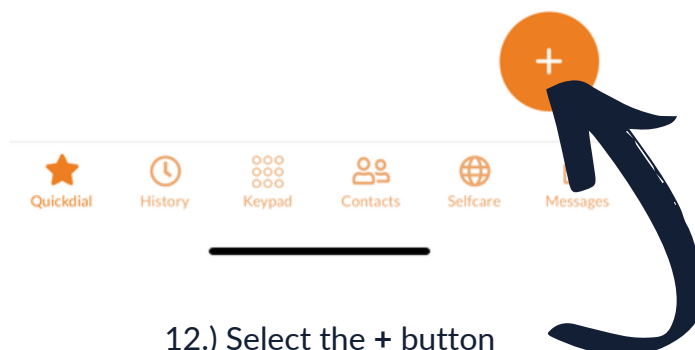 +
Quickdial History Keypad Contacts Selfcare Messages
12.) Select the + button